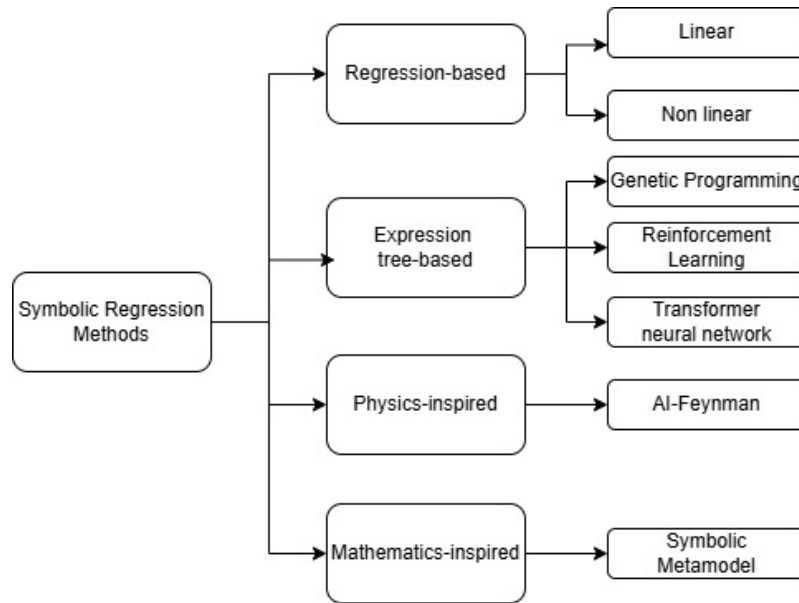 Symbolic Regression
Methods
Regression-based
Linear
Non linear
Expression
tree-based
Genetic Programming
Reinforcement
Learning
Transformer
neural network
Physics-inspired
AI-Feynman
Mathematics-inspired
Symbolic
Metamodel